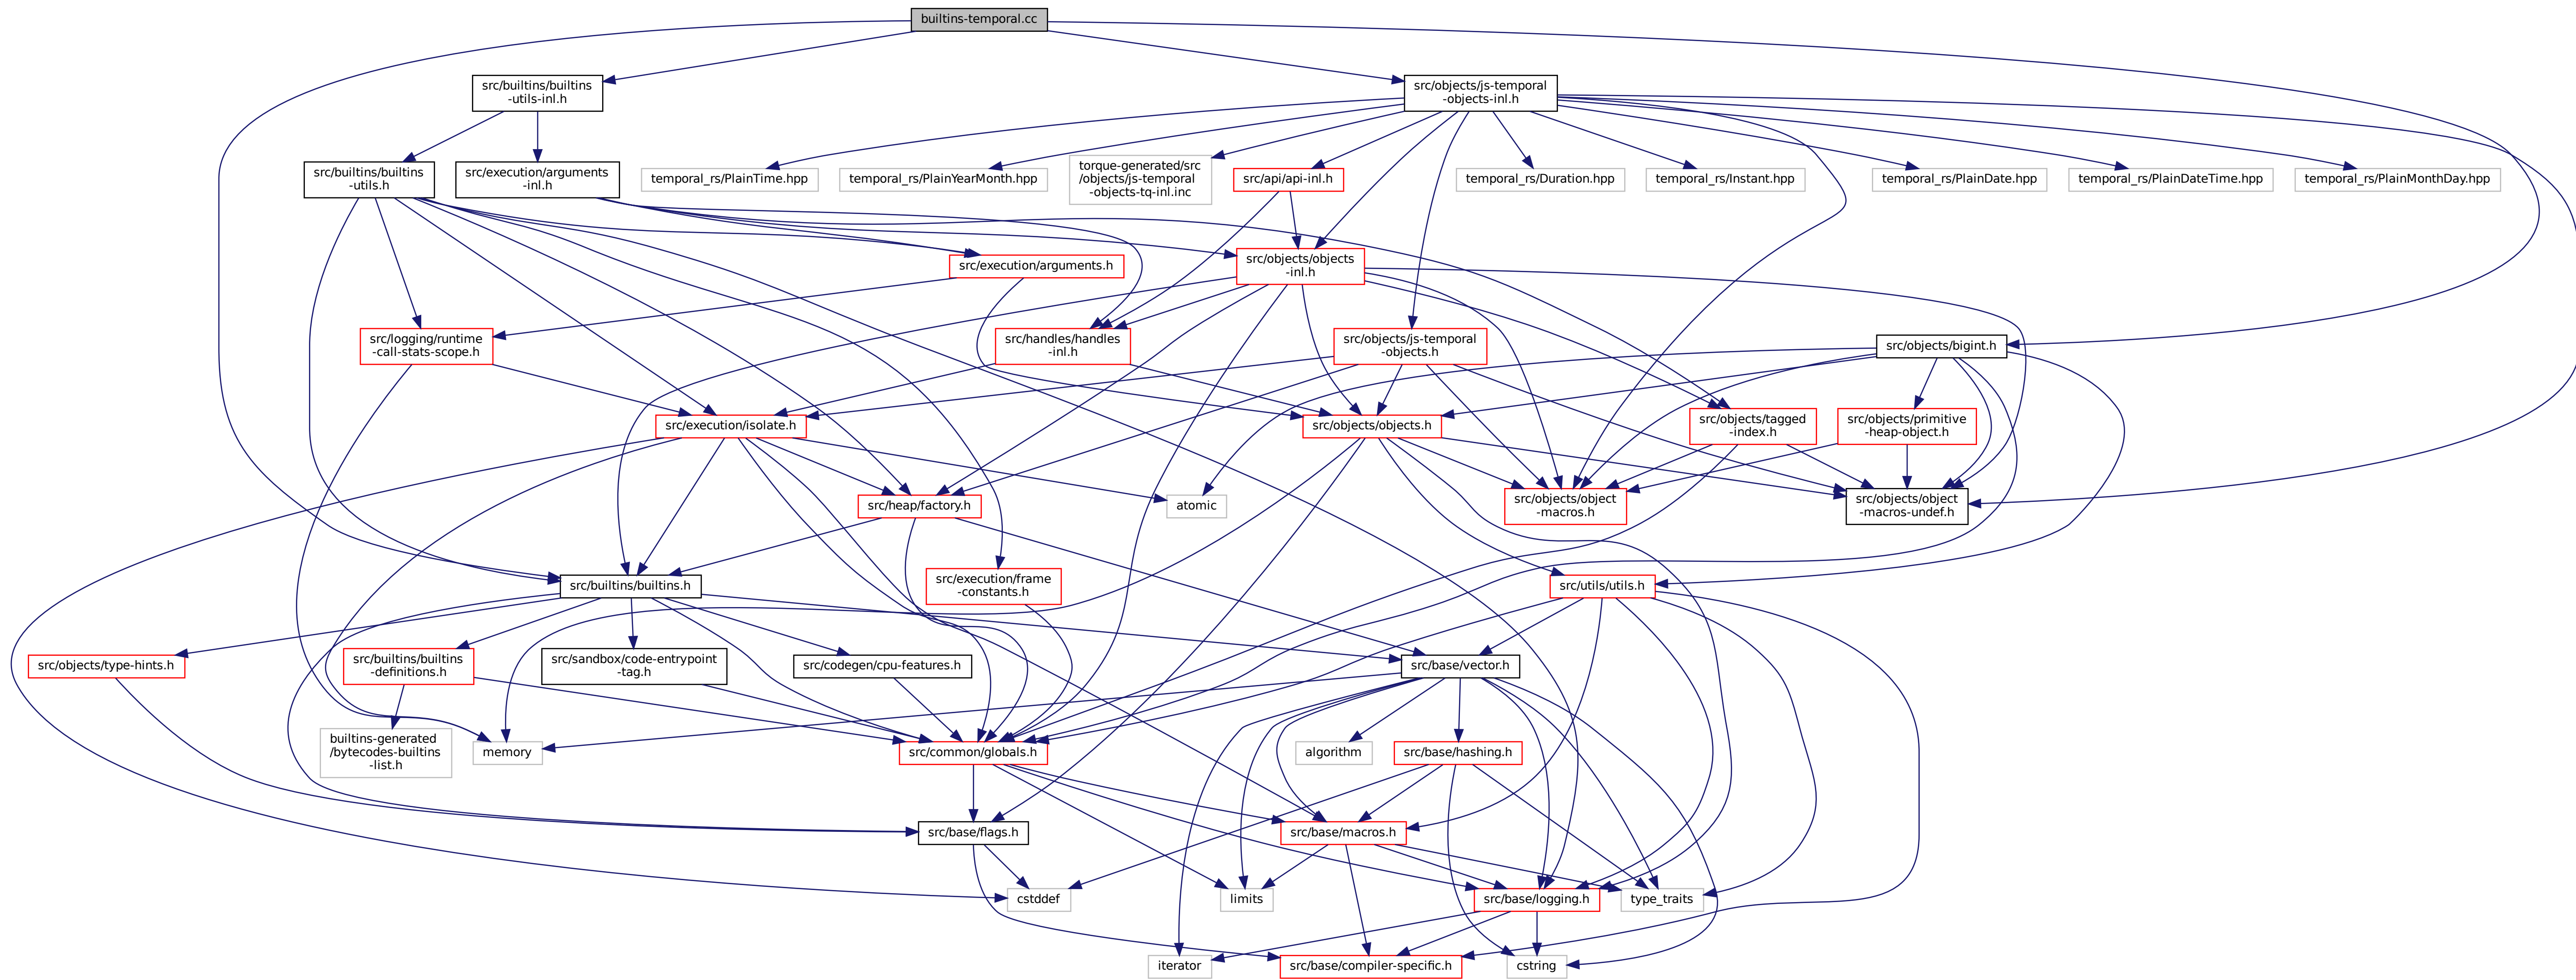 builtins-temporal.cc
src/builtins/builtins
-utils-inl.h
src/objects/js-temporal
-objects-inl.h
src/builtins/builtins
-utils.h
src/execution/arguments
-inl.h
temporal_rs/PlainTime.hpp
temporal_rs/PlainYearMonth.hpp
torque-generated/src
/objects/js-temporal
-objects-tq-inl.inc
src/api/api-inl.h
temporal_rs/Duration.hpp
temporal_rs/Instant.hpp
temporal_rs/PlainDate.hpp
temporal_rs/PlainDateTime.hpp
temporal_rs/PlainMonthDay.hpp
src/execution/arguments.h
src/objects/objects
-inl.h
src/logging/runtime
-call-stats-scope.h
src/handles/handles
-inl.h
src/objects/js-temporal
-objects.h
src/objects/bigint.h
src/execution/isolate.h
src/objects/objects.h
src/objects/tagged
-index.h
src/objects/primitive
-heap-object.h
src/heap/factory.h
atomic
src/objects/object
-macros.h
src/objects/object
-macros-undef.h
src/builtins/builtins.h
src/execution/frame
-constants.h
src/utils/utils.h
src/objects/type-hints.h
src/builtins/builtins
-definitions.h
src/sandbox/code-entrypoint
-tag.h
src/codegen/cpu-features.h
src/base/vector.h
builtins-generated
/bytecodes-builtins
-list.h
memory
src/common/globals.h
algorithm
src/base/hashing.h
src/base/flags.h
src/base/macros.h
cstddef
limits
src/base/logging.h
type_traits
iterator
src/base/compiler-specific.h
cstring